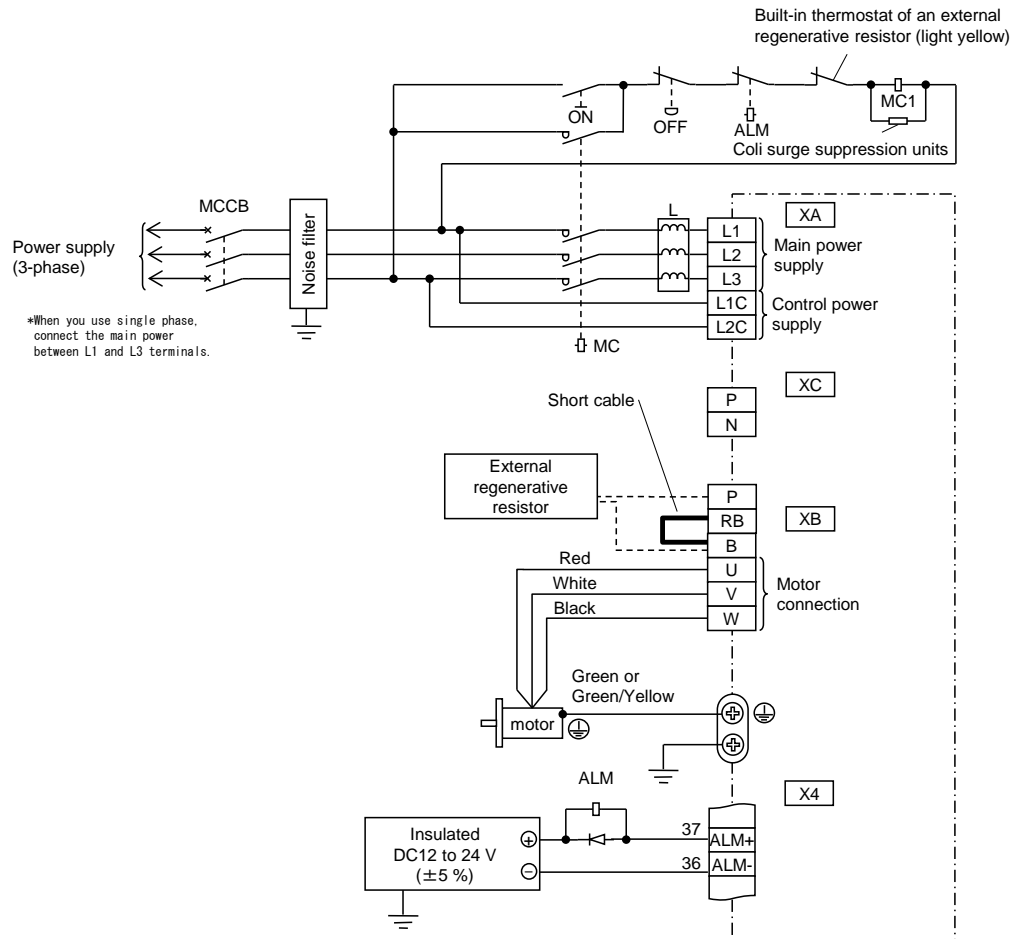 Built-in thermostat of an external
regenerative resistor (light yellow)
ON
OFF
ALM
MC1
Coli surge suppression units
MCCB
Noise filter
L
XA
Power supply
(3-phase)
L1
L2
L3
L1C
L2C
Main power
supply
Control power
supply
*When you use single phase,
connect the main power
between L1 and L3 terminals.
MC
XC
Short cable
P
N
External
regenerative
resistor
P
RB
B
U
V
W
XB
Red
White
Black
Motor
connection
Green or
Green/Yellow
motor
ALM
X4
Insulated
DC12 to 24 V
(±5 %)
+
−
37
36
ALM+
ALM-